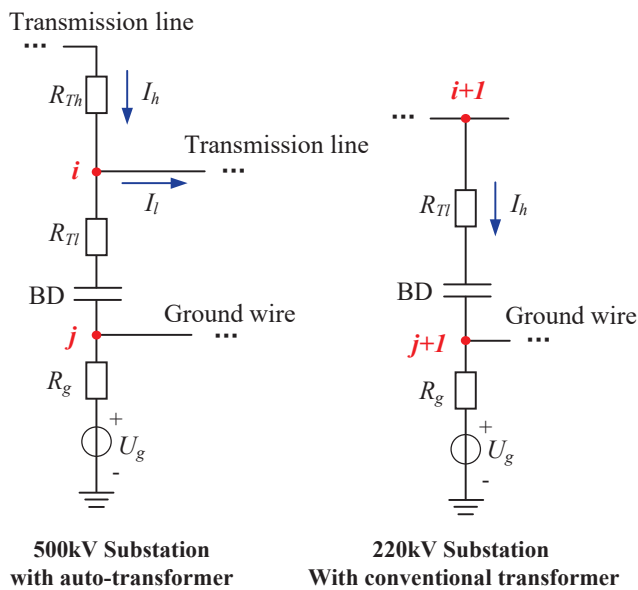 Transmission line
...
R_Th
I_h
i
Transmission line
...
I_l
R_Tl
BD
j
Ground wire
...
R_g
+
U_g
-
500kV Substation
with auto-transformer
i+1
...
R_Tl
I_h
BD
Ground wire
...
j+1
R_g
+
U_g
-
220kV Substation
With conventional transformer